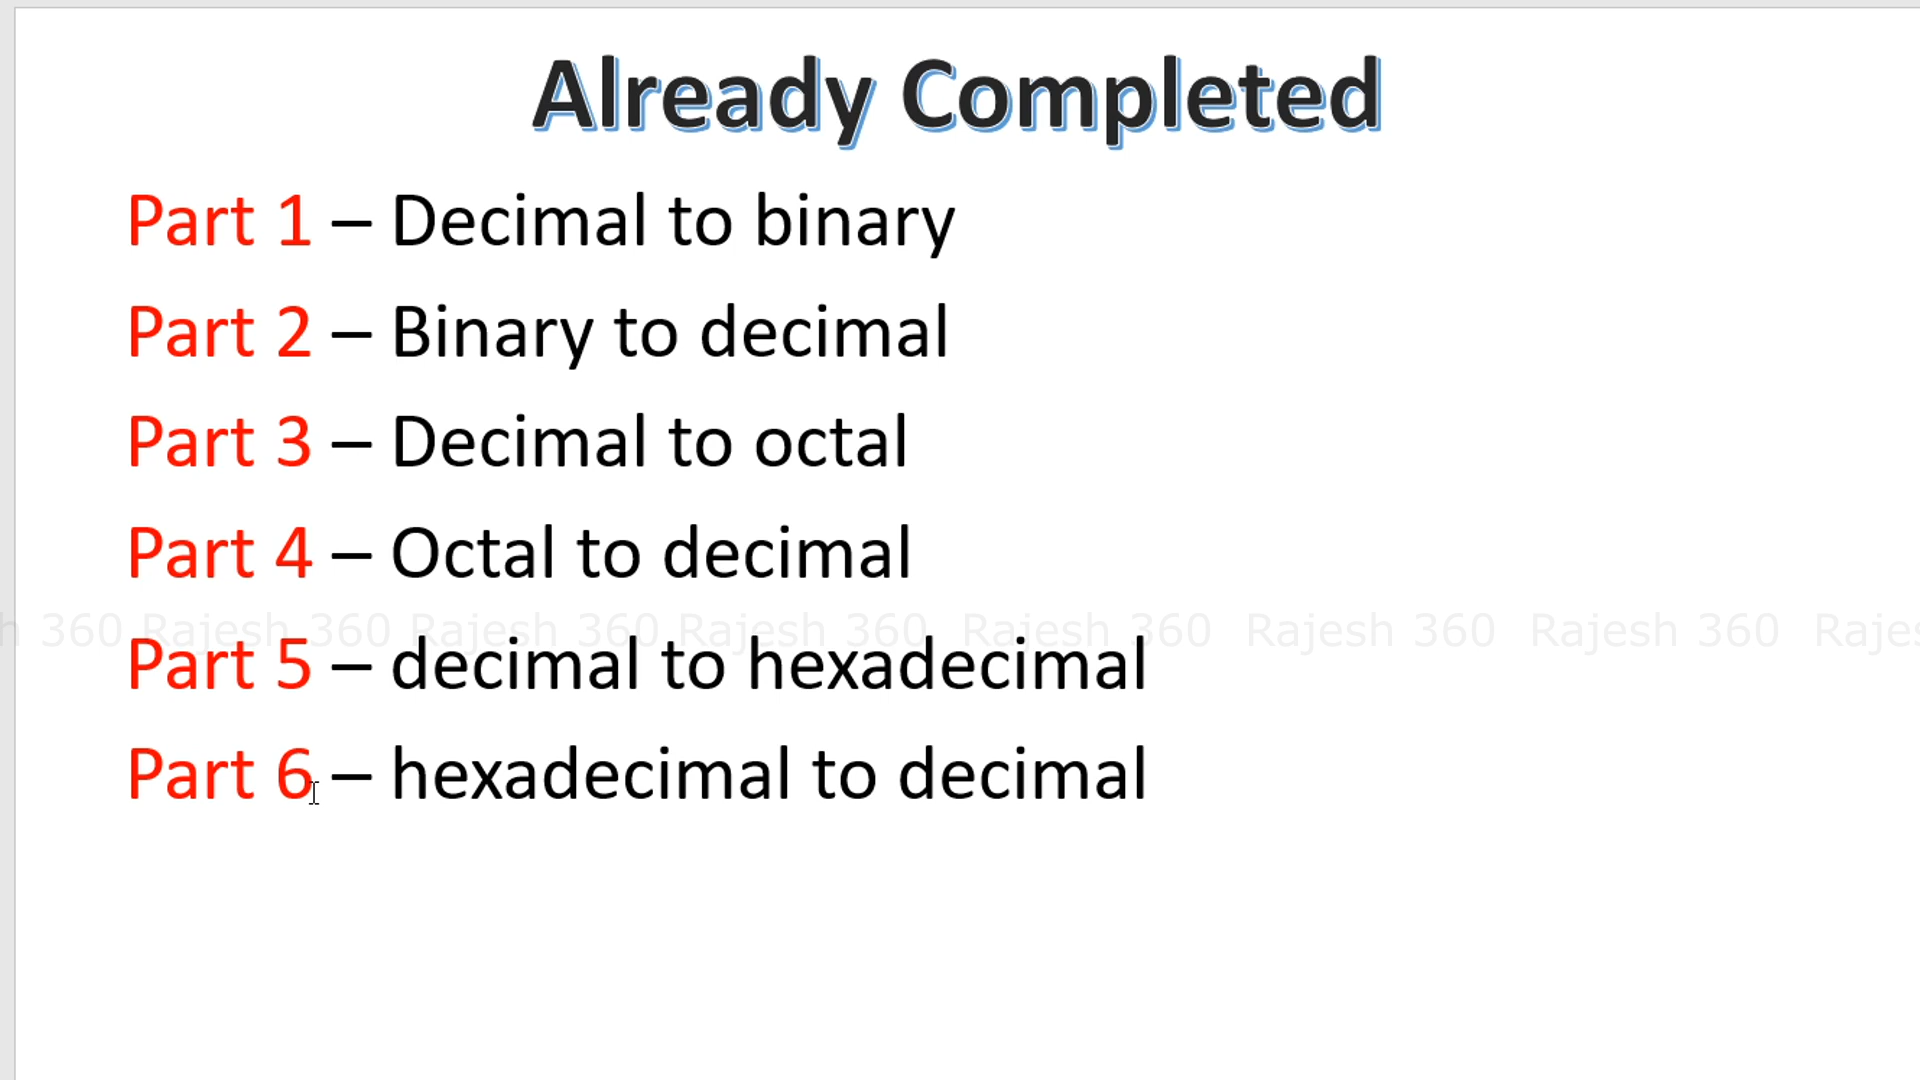 Already Completed
Part 1 – Decimal to binary
Part 2 – Binary to decimal
Part 3 – Decimal to octal
Part 4 – Octal to decimal
h 360 Rajesh 360 Rajesh 360 Rajesh 360 Rajesh 360 Rajesh 360 Rajesh 360 Rajes
Part 5 – decimal to hexadecimal
Part 6 – hexadecimal to decimal